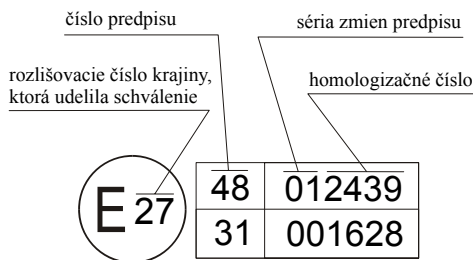 číslo predpisu
séria zmien predpisu
rozlišovacie číslo krajiny,
ktorá udelila schválenie
homologizačné číslo
E 27
48 012439
31 001628